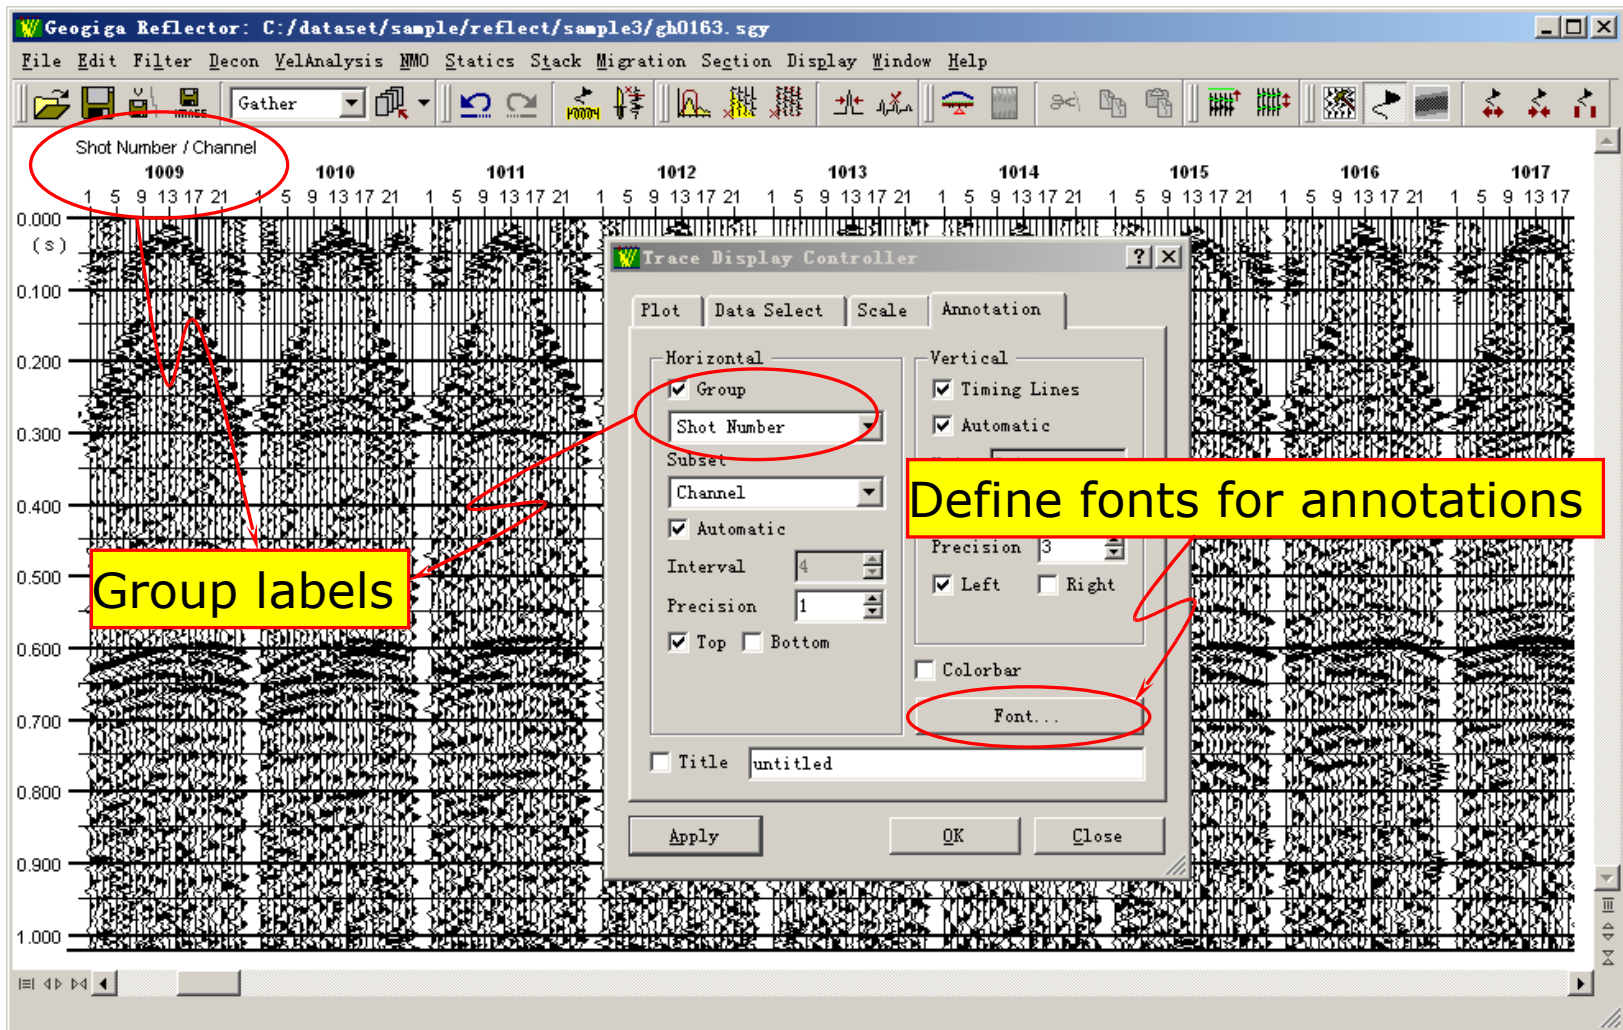 Geogiga Reflector: C:/dataset/sample/reflect/sample3/gh0163.sgy
File Edit Filter Decon VelAnalysis NMO Statics Stack Migration Section Display Window Help
IMAGE Gather
Shot Number / Channel
1009 1010 1011 1012 1013 1014 1015 1016 1017
1 5 9 13 17 21 1 5 9 13 17 21 1 5 9 13 17 21 1 5 9 13 17 21 1 5 9 13 17 21 1 5 9 13 17 21 1 5 9 13 17 21 1 5 9 13 17 21 1 5 9 13 17
0.000
(s)
0.100
0.200
0.300
0.400
0.500
0.600
0.700
0.800
0.900
1.000
Trace Display Controller
Plot Data Select Scale Annotation
Horizontal
Group
Shot Number
Subset
Channel
Automatic
Interval 4
Precision 1
Top Bottom
Vertical
Timing Lines
Automatic
Precision 3
Left Right
Colorbar
Font...
Title untitled
Apply OK Close
Group labels
Define fonts for annotations